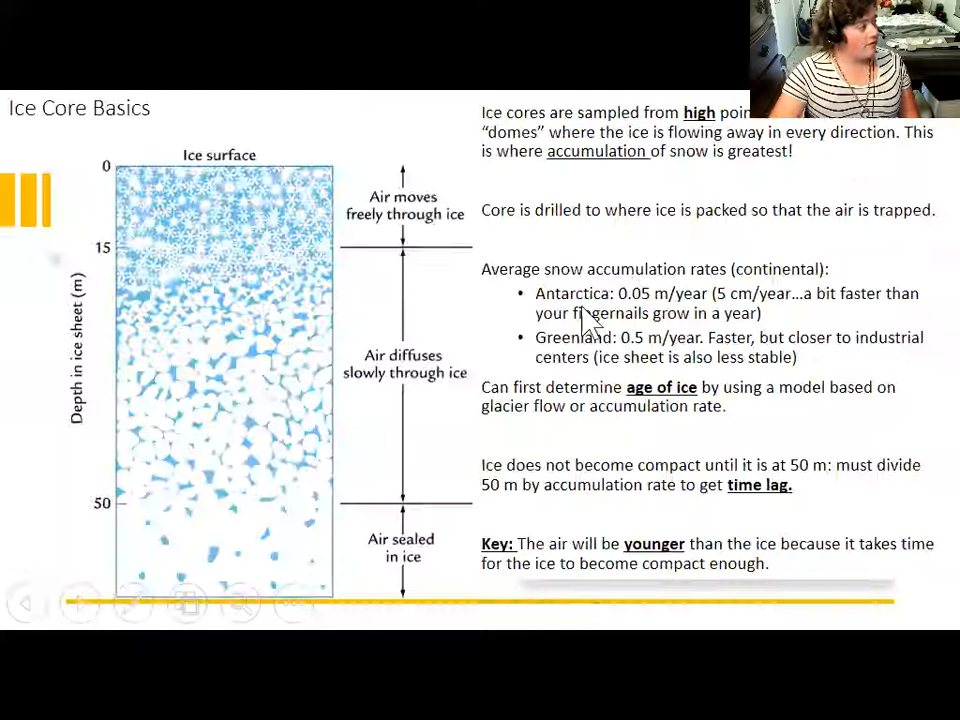 Ice Core Basics
Ice surface
0
15
50
Depth in ice sheet (m)
Air moves
freely through ice
Air diffuses
slowly through ice
Air sealed
in ice
Ice cores are sampled from high
“domes” where the ice is flowing away in every direction. This
is where accumulation of snow is greatest!
Core is drilled to where ice is packed so that the air is trapped.
Average snow accumulation rates (continental):
• Antarctica: 0.05 m/year (5 cm/year...a bit faster than
your fingernails grow in a year)
• Greenland: 0.5 m/year. Faster, but closer to industrial
centers (ice sheet is also less stable)
Can first determine age of ice by using a model based on
glacier flow or accumulation rate.
Ice does not become compact until it is at 50 m: must divide
50 m by accumulation rate to get time lag.
Key: The air will be younger than the ice because it takes time
for the ice to become compact enough.